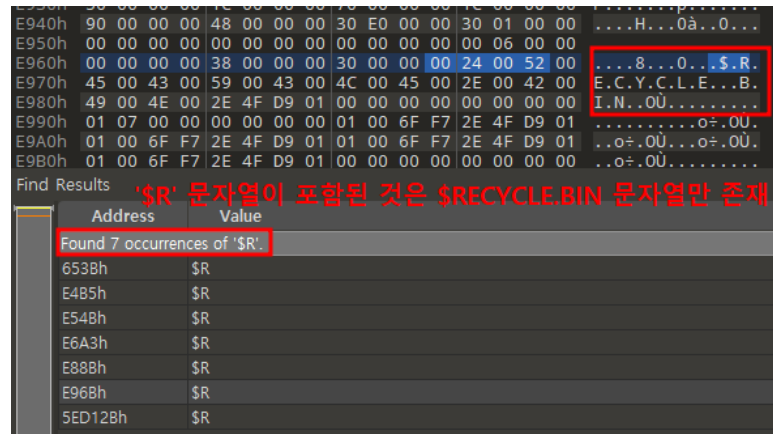 E940h 90 00 00 00 48 00 00 00 30 E0 00 00 30 01 00 00 ....H...0à..0...
E950h 00 00 00 00 00 00 00 00 00 00 00 00 06 00 00
E960h 00 00 00 00 38 00 00 00 30 00 00 00 00 24 00 52 00 ....8...0...$.R.
E970h 45 00 43 00 59 00 43 00 4C 00 45 00 2E 00 42 00 E.C.Y.C.L.E...B.
E980h 49 00 4E 00 2E 4F D9 01 00 00 00 00 00 00 00 00 I.N..OÙ.........
E990h 01 07 00 00 00 00 00 00 01 00 6F F7 2E 4F D9 01 ..........o÷.OÙ.
E9A0h 01 00 6F F7 2E 4F D9 01 01 00 6F F7 2E 4F D9 01 ..o÷.OÙ...o÷.OÙ.
E9B0h 01 00 6F F7 2E 4F D9 01 00 00 00 00 00 00 00 00 ..o÷.OÙ.........
Find Results
'$R' 문자열이 포함된 것은 $RECYCLE.BIN 문자열만 존재
Address Value
Found 7 occurrences of '$R'.
653Bh $R
E4B5h $R
E54Bh $R
E6A3h $R
E88Bh $R
E96Bh $R
5ED12Bh $R